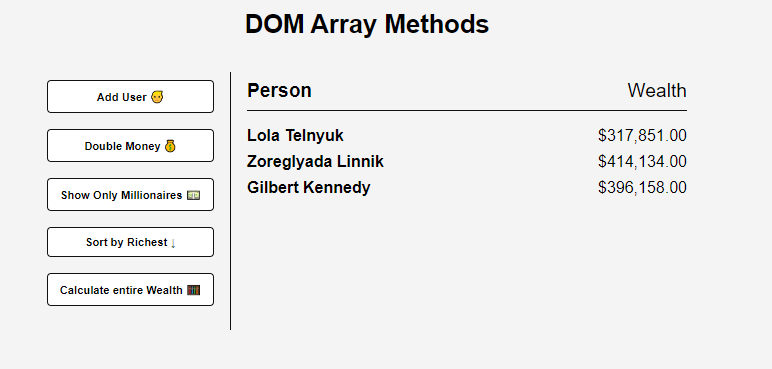 DOM Array Methods
Add User 👱
Double Money 💰
Show Only Millionaires 💵
Sort by Richest ↓
Calculate entire Wealth 🧮
Person Wealth
Lola Telnyuk $317,851.00
Zoreglyada Linnik $414,134.00
Gilbert Kennedy $396,158.00